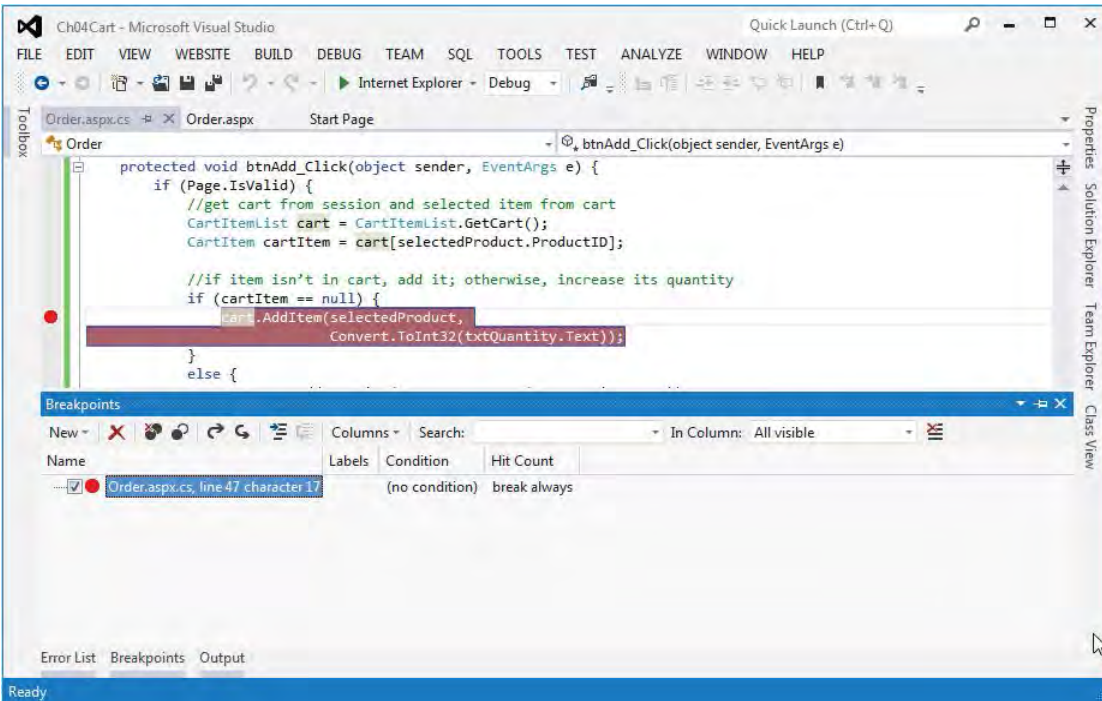 Ch04Cart - Microsoft Visual Studio
Quick Launch (Ctrl+Q)
FILE EDIT VIEW WEBSITE BUILD DEBUG TEAM SQL TOOLS TEST ANALYZE WINDOW HELP
Internet Explorer Debug
Toolbox
Order.aspx.cs Order.aspx Start Page
Order
btnAdd_Click(object sender, EventArgs e)
protected void btnAdd_Click(object sender, EventArgs e) {
if (Page.IsValid) {
//get cart from session and selected item from cart
CartItemList cart = CartItemList.GetCart();
CartItem cartItem = cart[selectedProduct.ProductID];
//if item isn't in cart, add it; otherwise, increase its quantity
if (cartItem == null) {
cart.AddItem(selectedProduct,
Convert.ToInt32(txtQuantity.Text));
}
else {
Properties
Solution Explorer
Team Explorer
Class View
Breakpoints
New Columns Search: In Column: All visible
Name Labels Condition Hit Count
Order.aspx.cs, line 47 character 17 (no condition) break always
Error List Breakpoints Output
Ready